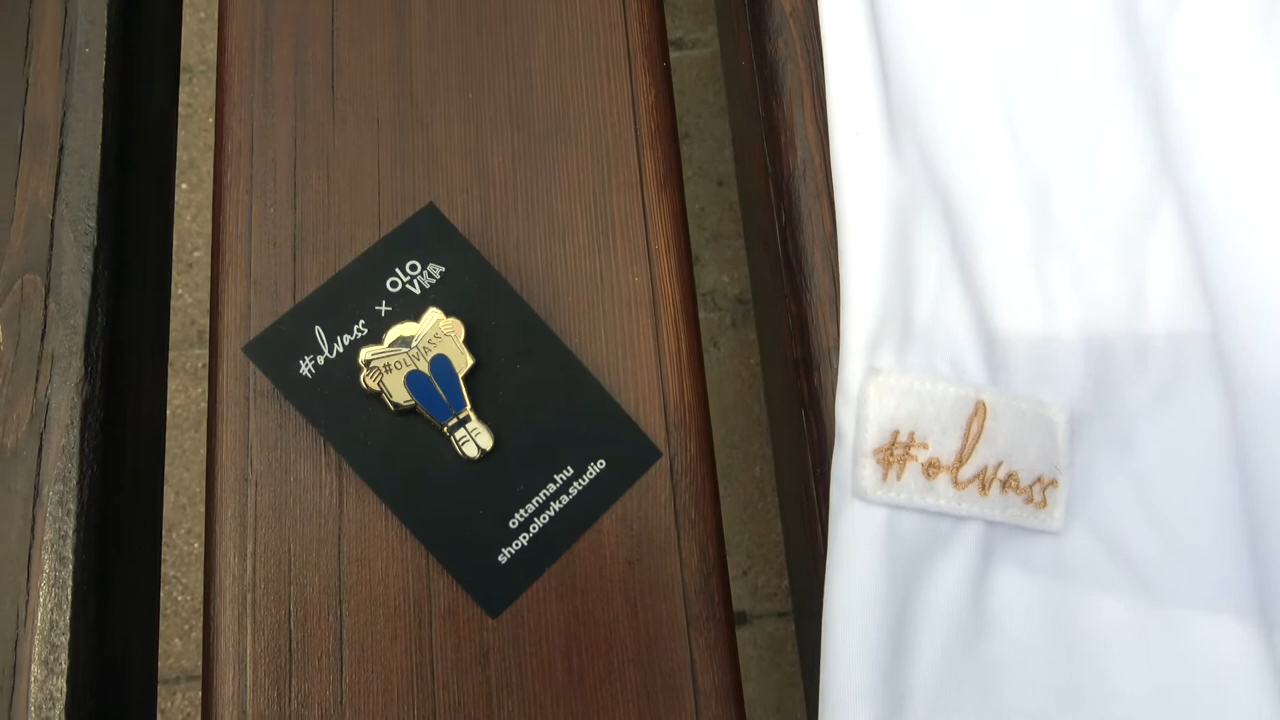 #olvass x OLO
VKA
#OLVASS
ottanna.hu
shop.olovka.studio
#olvass